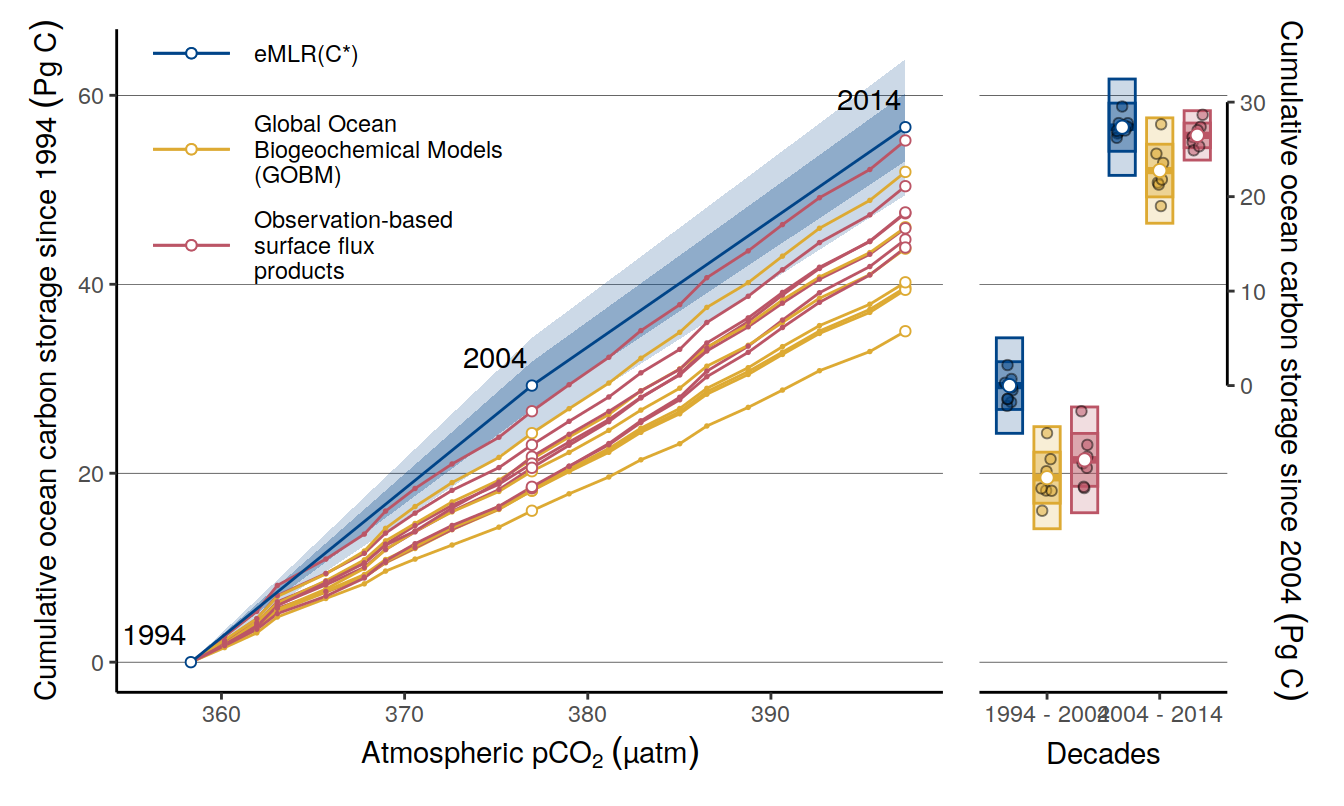 Cumulative ocean carbon storage since 1994 (Pg C)
60
40
20
0
eMLR(C*)
Global Ocean
Biogeochemical Models
(GOBM)
Observation-based
surface flux
products
1994
2004
2014
360
370
380
390
Atmospheric pCO₂ (µatm)
1994 - 2004
2004 - 2014
Decades
30
20
10
0
Cumulative ocean carbon storage since 2004 (Pg C)